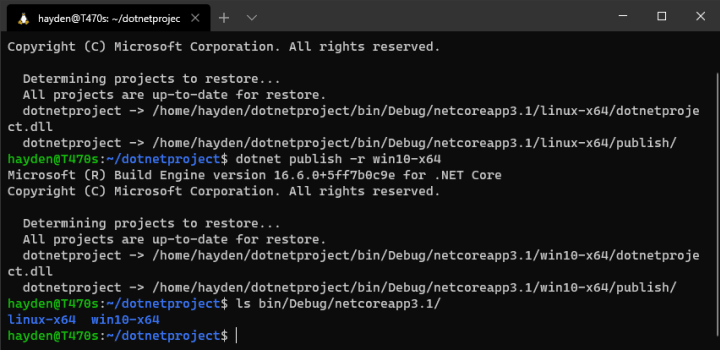 hayden@T470s: ~/dotnetprojec
Copyright (C) Microsoft Corporation. All rights reserved.
Determining projects to restore...
All projects are up-to-date for restore.
dotnetproject -> /home/hayden/dotnetproject/bin/Debug/netcoreapp3.1/linux-x64/dotnetproje
ct.dll
dotnetproject -> /home/hayden/dotnetproject/bin/Debug/netcoreapp3.1/linux-x64/publish/
hayden@T470s:~/dotnetproject$ dotnet publish -r win10-x64
Microsoft (R) Build Engine version 16.6.0+5ff7b0c9e for .NET Core
Copyright (C) Microsoft Corporation. All rights reserved.
Determining projects to restore...
All projects are up-to-date for restore.
dotnetproject -> /home/hayden/dotnetproject/bin/Debug/netcoreapp3.1/win10-x64/dotnetproje
ct.dll
dotnetproject -> /home/hayden/dotnetproject/bin/Debug/netcoreapp3.1/win10-x64/publish/
hayden@T470s:~/dotnetproject$ ls bin/Debug/netcoreapp3.1/
linux-x64  win10-x64
hayden@T470s:~/dotnetproject$